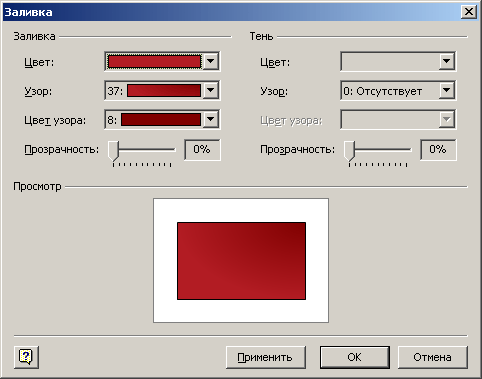 Заливка
Заливка
Тень
Цвет:
Цвет:
Узор: 37:
Узор: 0: Отсутствует
Цвет узора: 8:
Цвет узора:
Прозрачность: 0%
Прозрачность: 0%
Просмотр
?
Применить
OK
Отмена